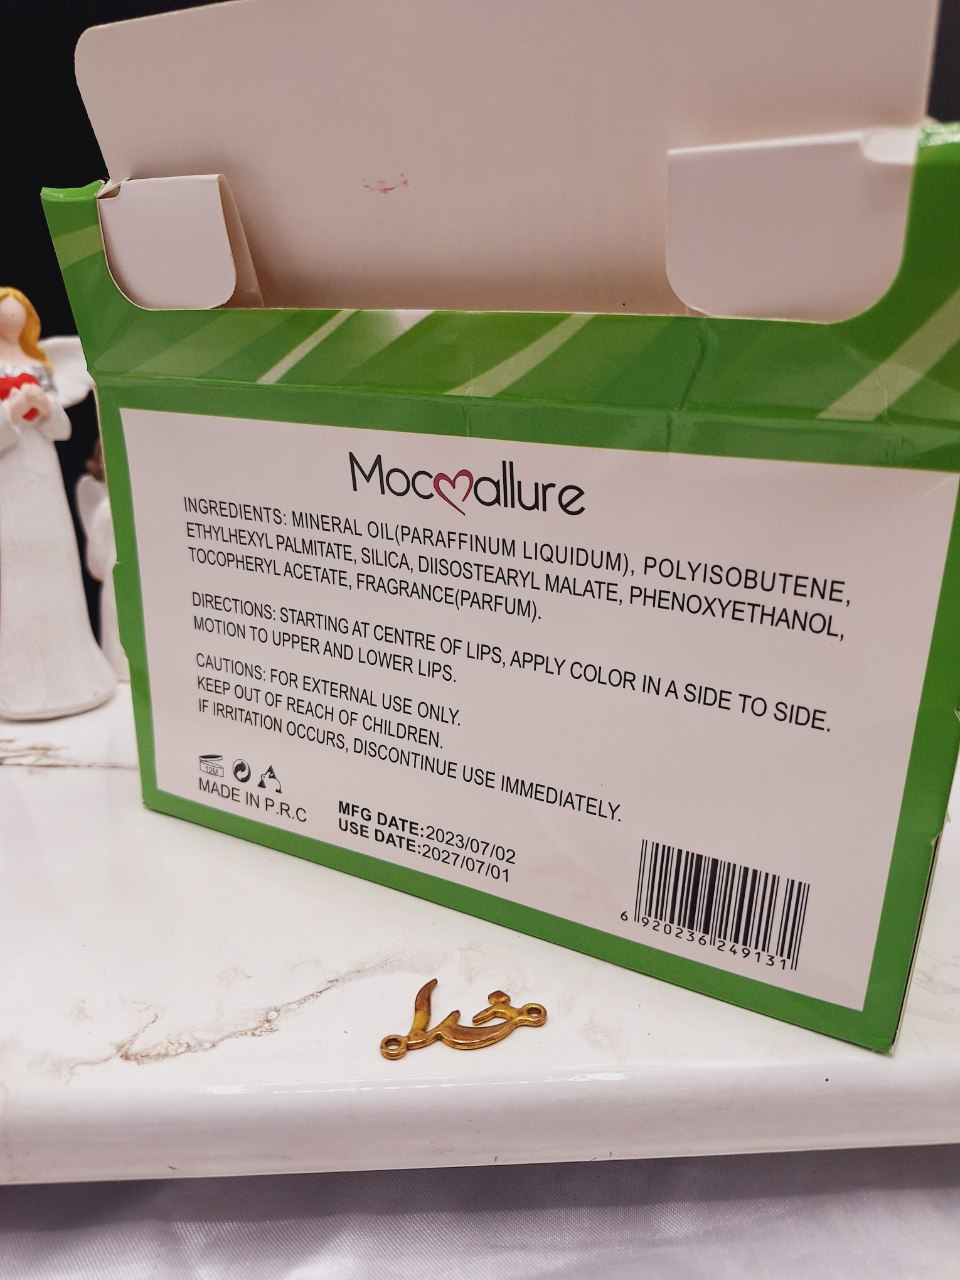 Mocallure
INGREDIENTS: MINERAL OIL(PARAFFINUM LIQUIDUM), POLYISOBUTENE,
ETHYLHEXYL PALMITATE, SILICA, DIISOSTEARYL MALATE, PHENOXYETHANOL,
TOCOPHERYL ACETATE, FRAGRANCE(PARFUM).
DIRECTIONS: STARTING AT CENTRE OF LIPS, APPLY COLOR IN A SIDE TO SIDE.
MOTION TO UPPER AND LOWER LIPS.
CAUTIONS: FOR EXTERNAL USE ONLY.
KEEP OUT OF REACH OF CHILDREN.
IF IRRITATION OCCURS, DISCONTINUE USE IMMEDIATELY.
12M
MADE IN P.R.C
MFG DATE:2023/07/02
USE DATE:2027/07/01
6 920236 249131
خدا